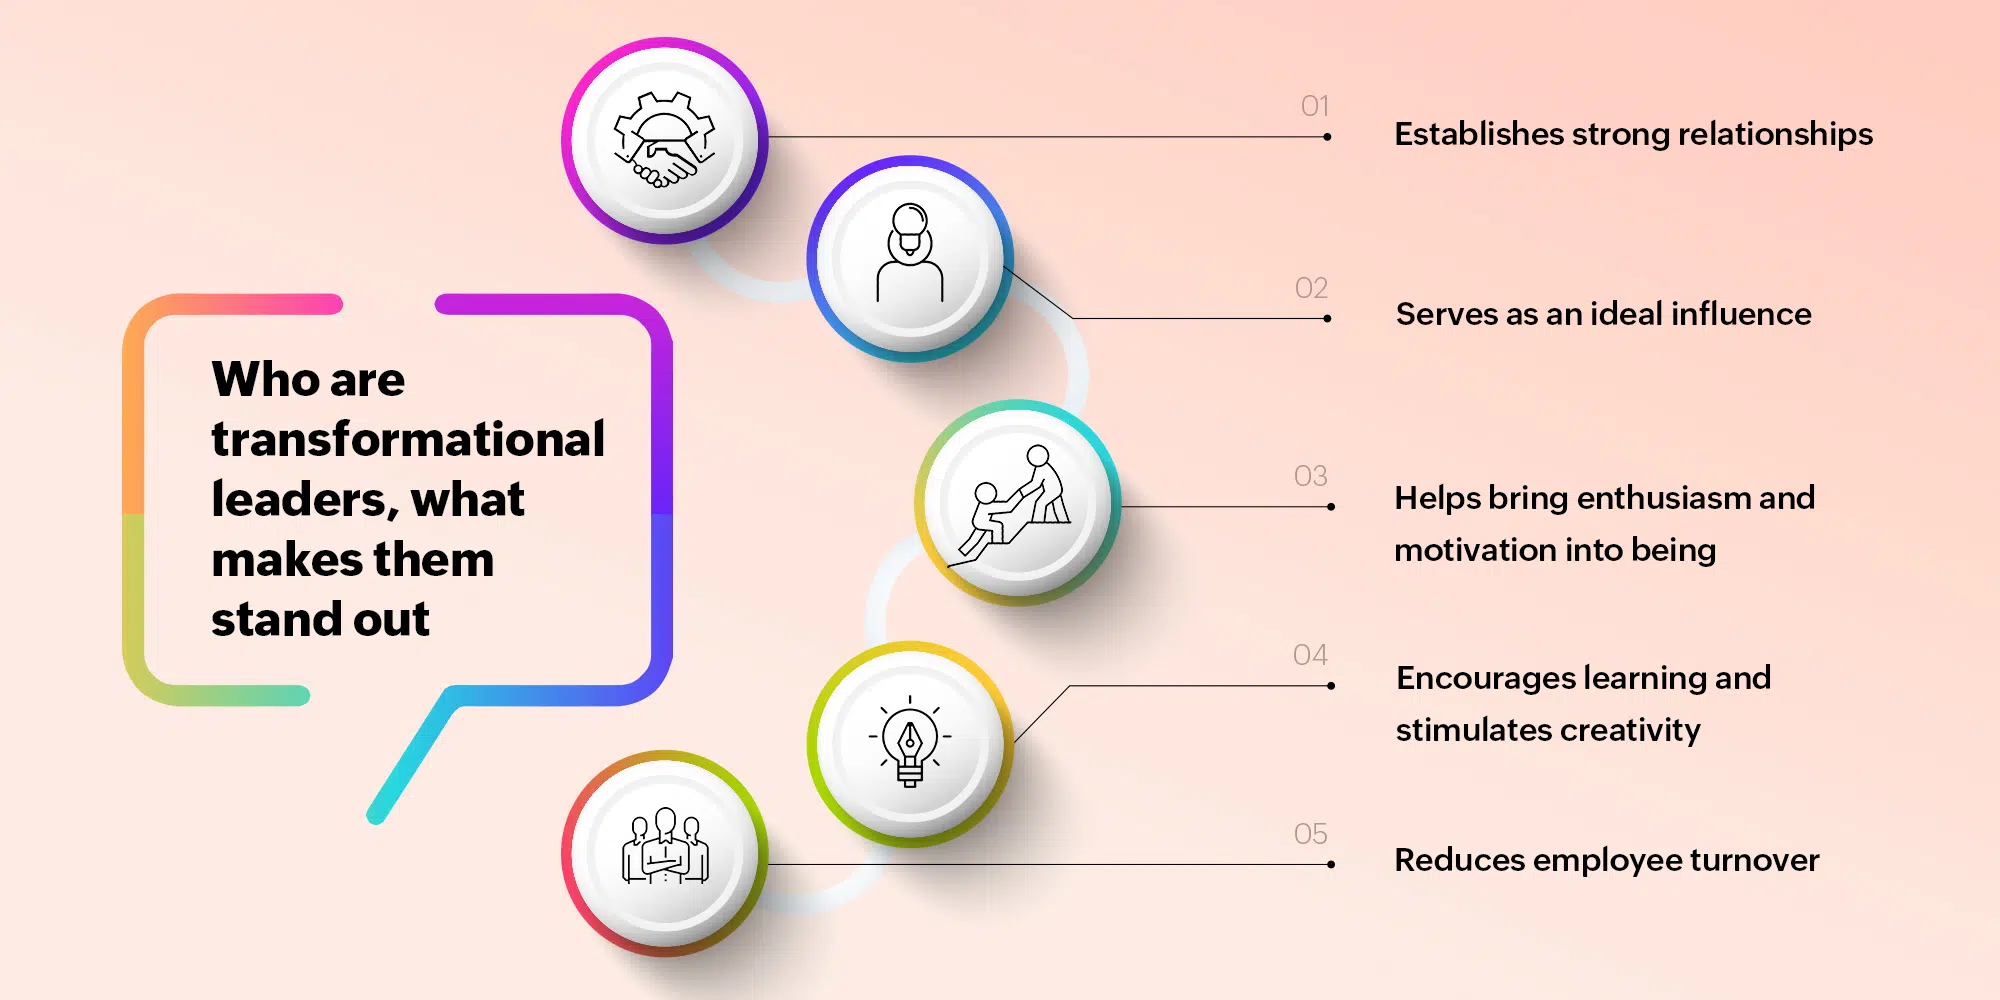 Who are
transformational
leaders, what
makes them
stand out
01
Establishes strong relationships
02
Serves as an ideal influence
03
Helps bring enthusiasm and
motivation into being
04
Encourages learning and
stimulates creativity
05
Reduces employee turnover